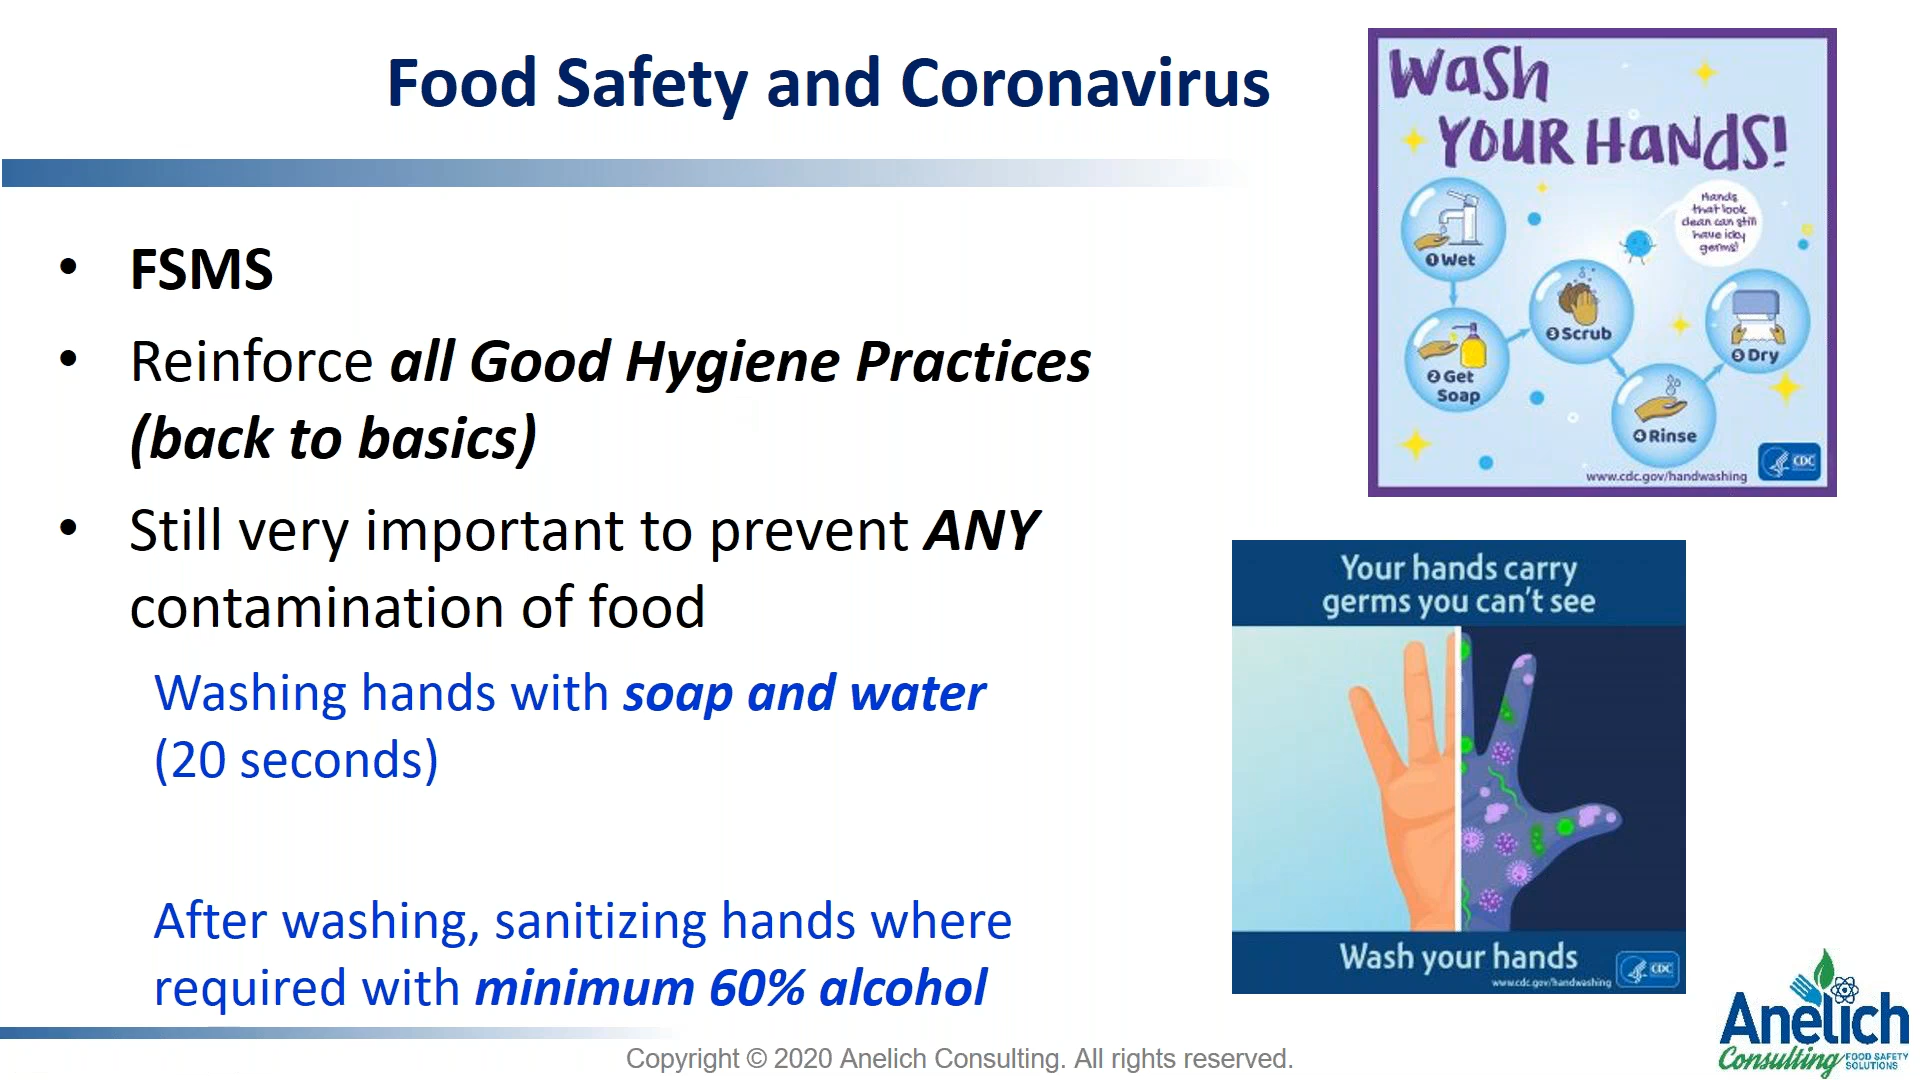 Food Safety and Coronavirus
• FSMS
• Reinforce all Good Hygiene Practices
(back to basics)
• Still very important to prevent ANY
contamination of food
Washing hands with soap and water
(20 seconds)
After washing, sanitizing hands where
required with minimum 60% alcohol
Wash
YOUR HaNdS!
Hands
that look
clean can still
have icky
germs!
1 Wet
2 Get
Soap
3 Scrub
4 Rinse
5 Dry
www.cdc.gov/handwashing
CDC
Your hands carry
germs you can't see
Wash your hands
www.cdc.gov/handwashing
CDC
Anelich
Consulting FOOD SAFETY
SOLUTIONS
Copyright © 2020 Anelich Consulting. All rights reserved.